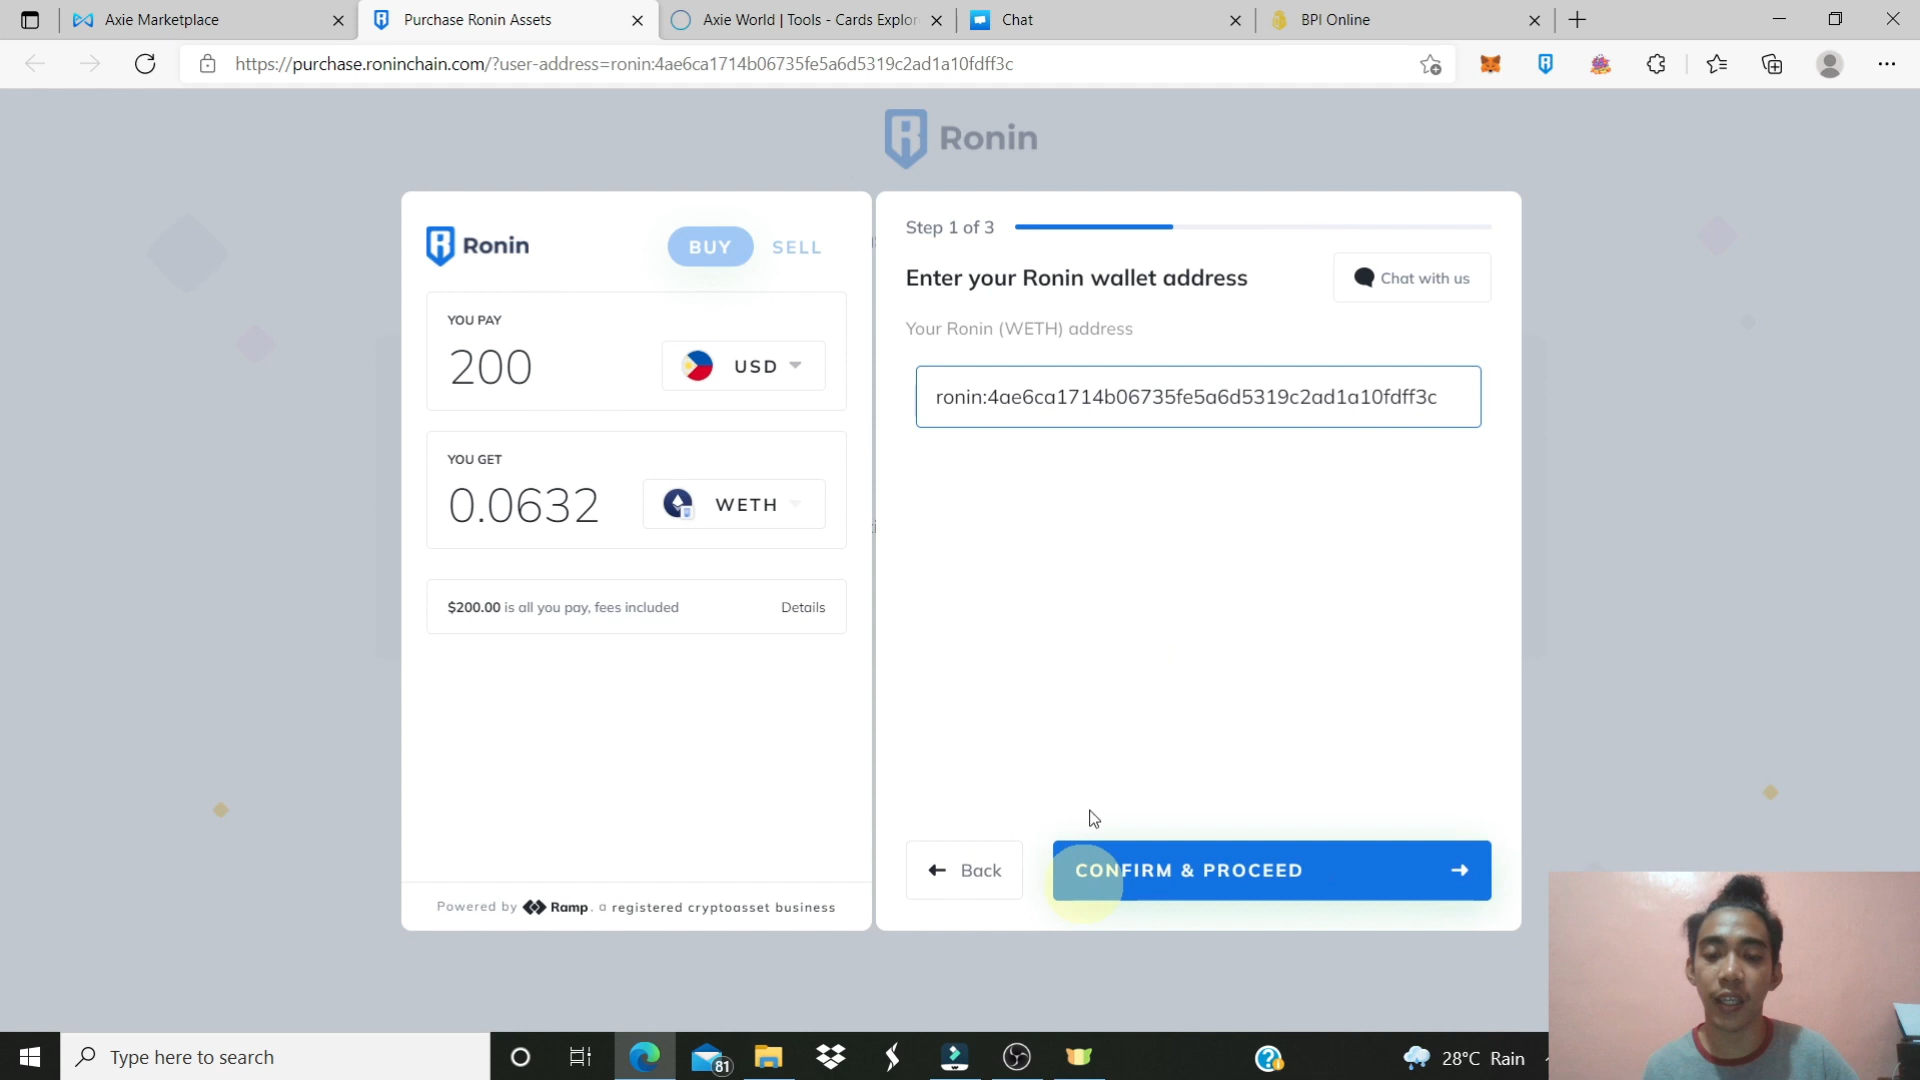 Axie Marketplace
Purchase Ronin Assets
Axie World | Tools - Cards Explor
Chat
BPI Online
https://purchase.roninchain.com/?user-address=ronin:4ae6ca1714b06735fe5a6d5319c2ad1a10fdff3c
Ronin
Ronin
BUY
SELL
YOU PAY
200
USD
YOU GET
0.0632
WETH
$200.00 is all you pay, fees included
Details
Powered by Ramp. a registered cryptoasset business
Step 1 of 3
Enter your Ronin wallet address
Chat with us
Your Ronin (WETH) address
ronin:4ae6ca1714b06735fe5a6d5319c2ad1a10fdff3c
Back
CONFIRM & PROCEED
Type here to search
81
28°C Rain